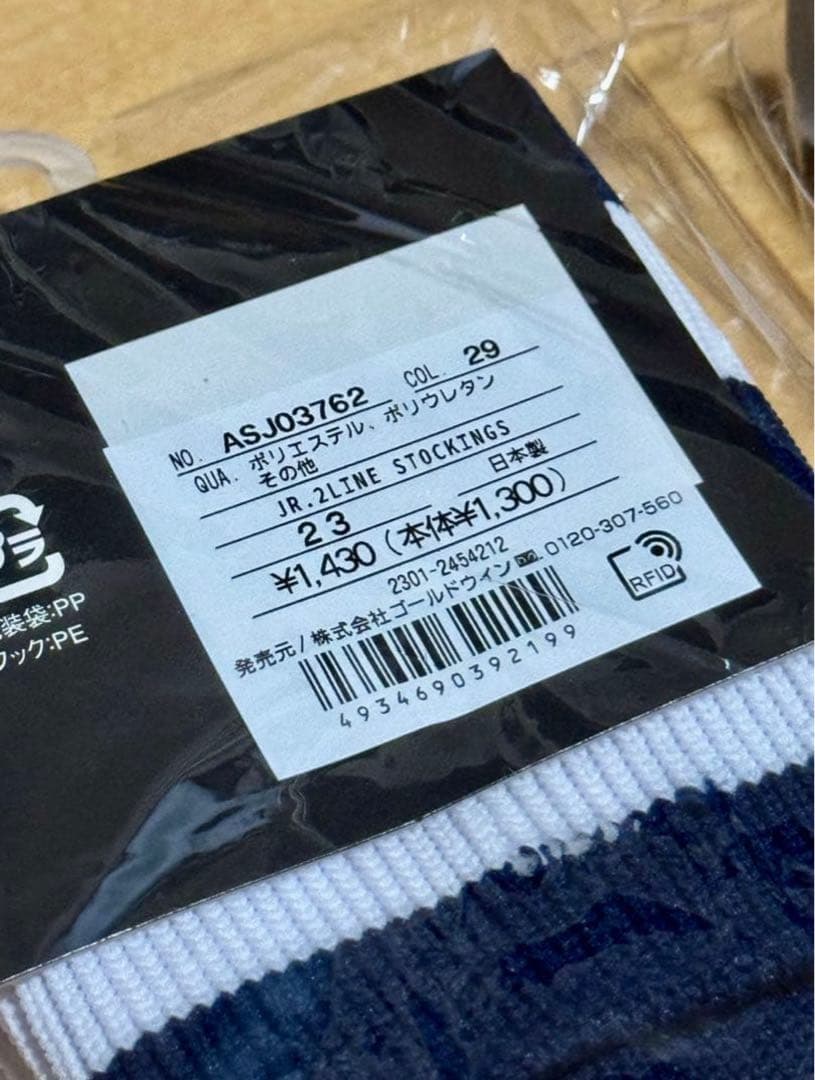 NO. ASJ03762 COL. 29
QUA. ポリエステル、ポリウレタン
その他
JR.2LINE STOCKINGS
23 日本製
¥1,430(本体¥1,300)
2301-2454212
発売元/株式会社ゴールドウイン 0120-307-560
RFID
4934690392199
プラ
装袋:PP
ック:PE